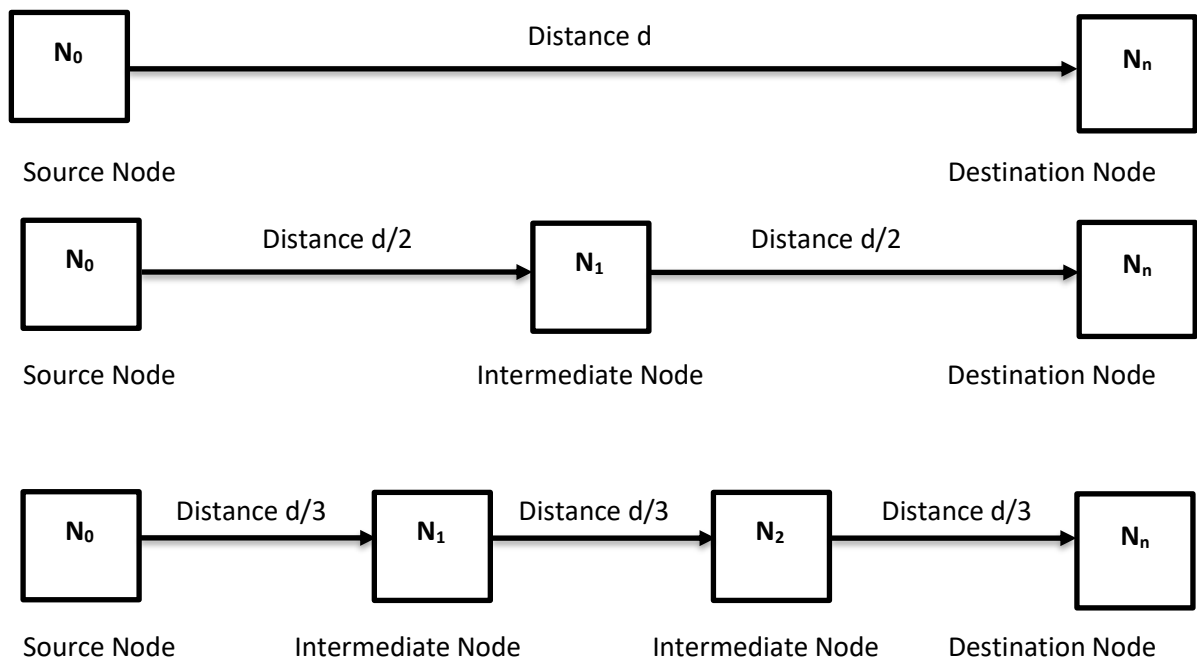 Distance d
N₀ Nₙ
Source Node Destination Node
Distance d/2 Distance d/2
N₀ N₁ Nₙ
Source Node Intermediate Node Destination Node
Distance d/3 Distance d/3 Distance d/3
N₀ N₁ N₂ Nₙ
Source Node Intermediate Node Intermediate Node Destination Node